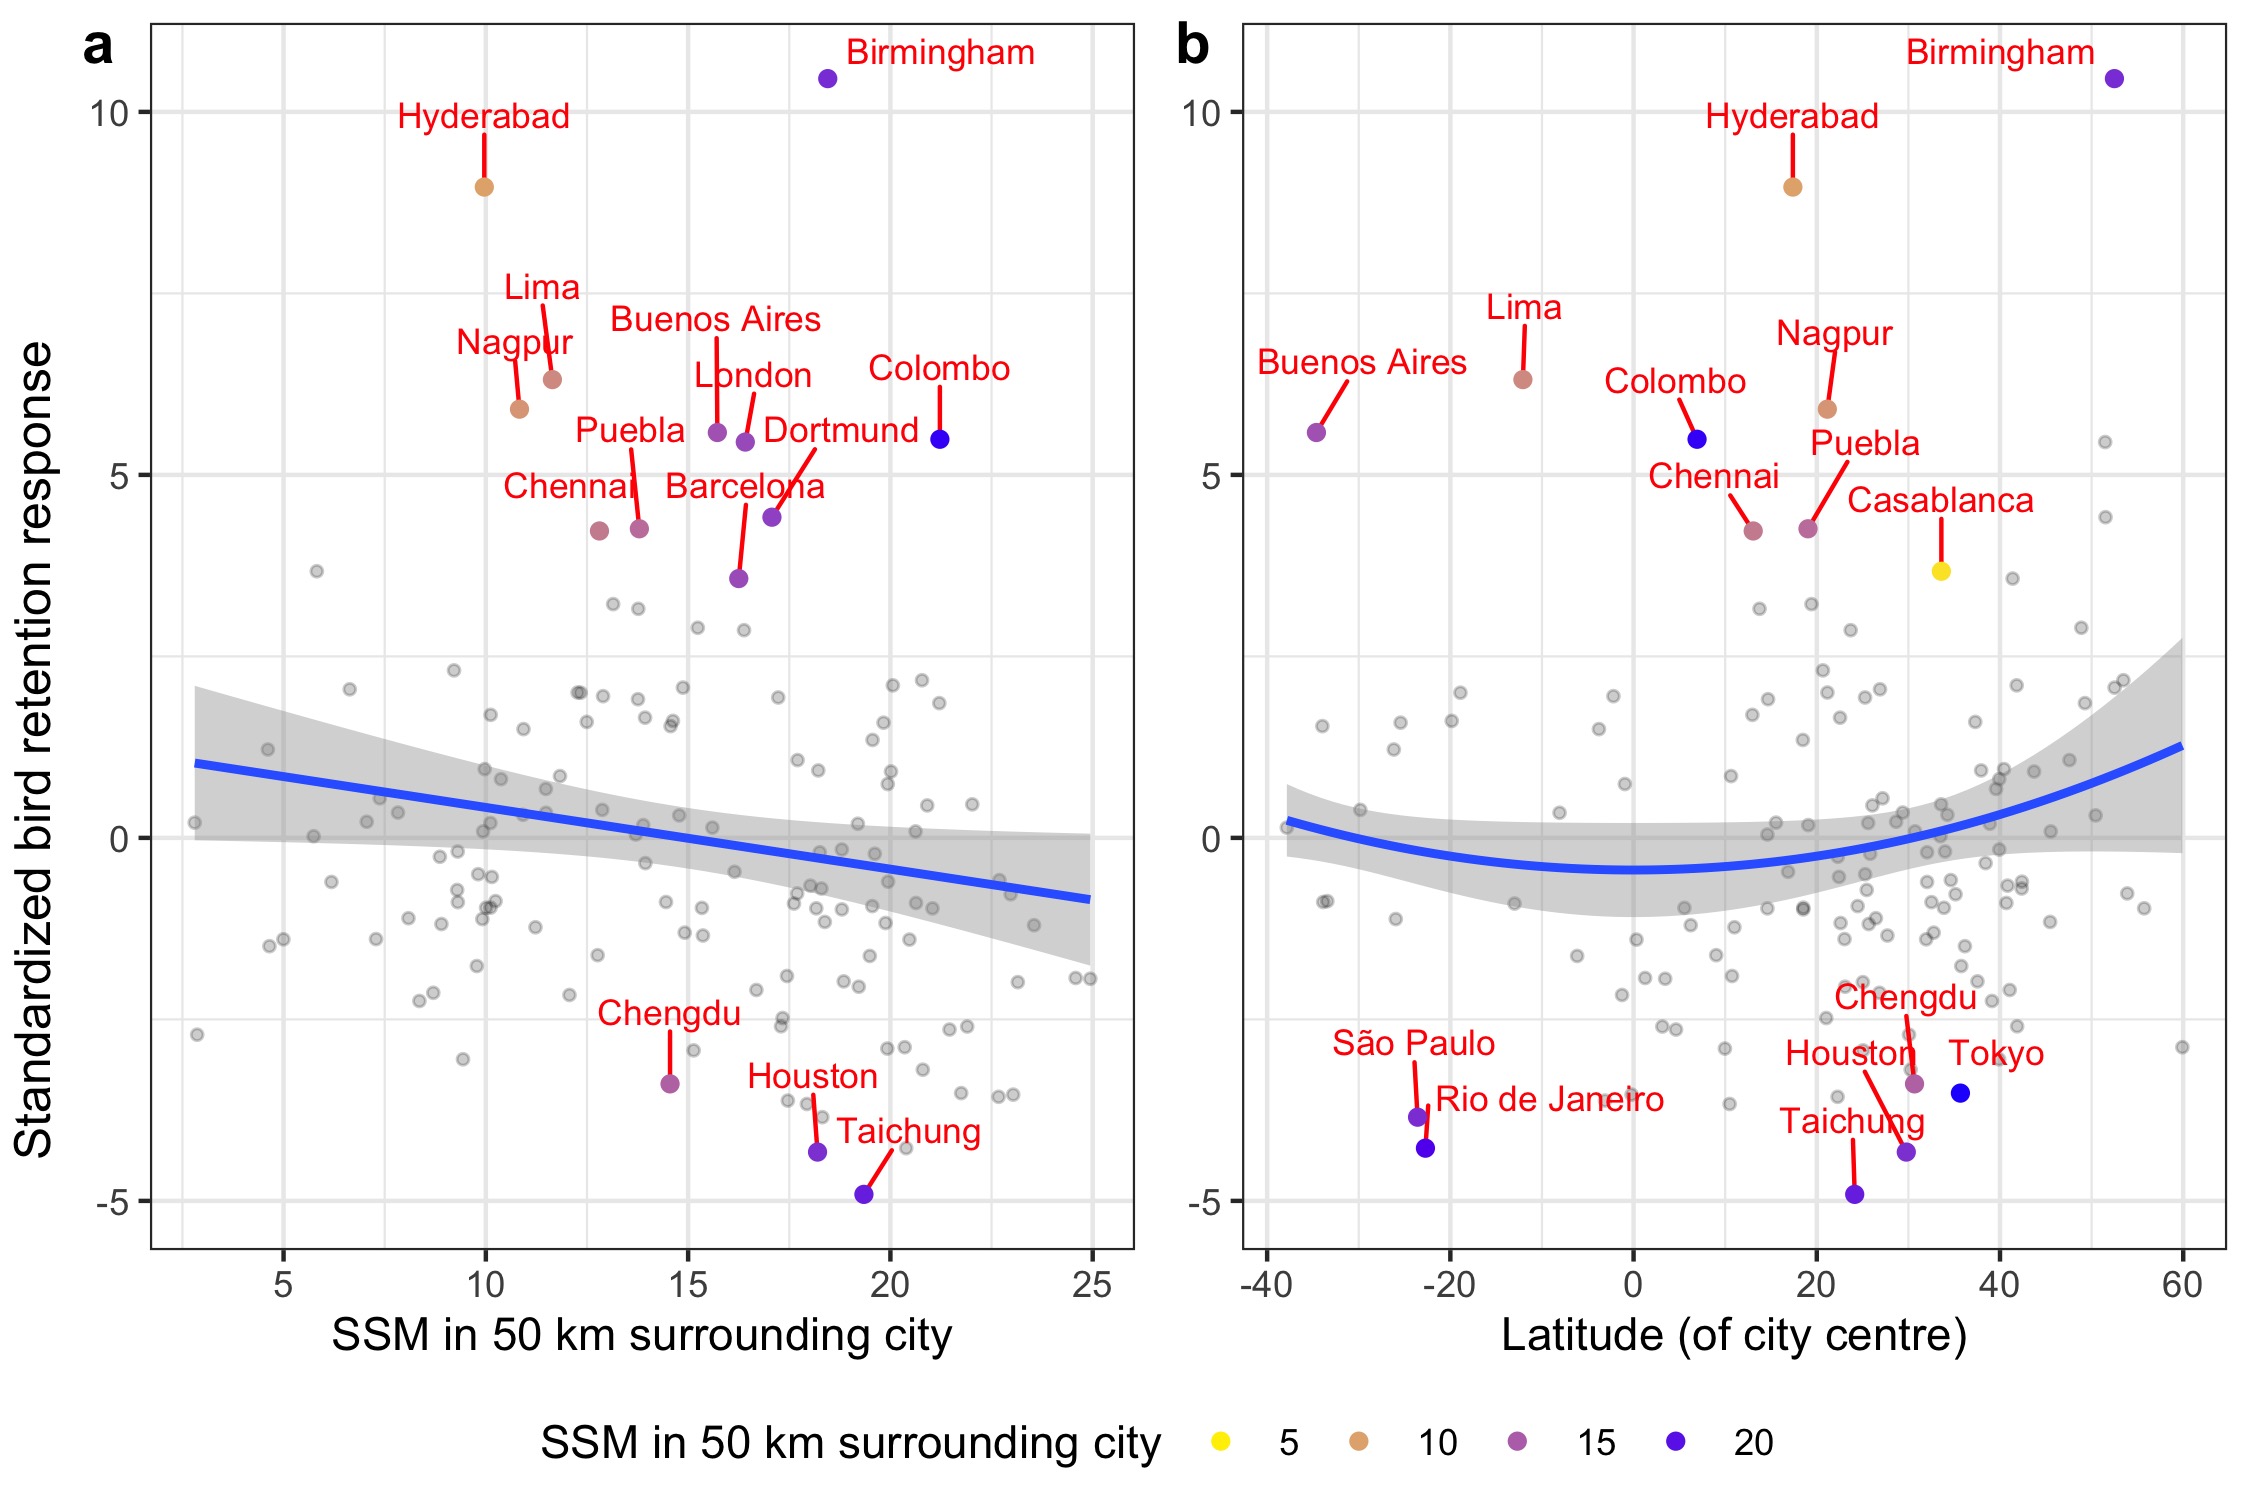 a
Standardized bird retention response
10
5
0
-5
Birmingham
Hyderabad
Lima
Buenos Aires
Nagpur
London
Colombo
Puebla
Dortmund
Chennai
Barcelona
Chengdu
Houston
Taichung
5 10 15 20 25
SSM in 50 km surrounding city
b
10
5
0
-5
Birmingham
Hyderabad
Lima
Nagpur
Buenos Aires
Colombo
Puebla
Chennai
Casablanca
Chengdu
São Paulo
Houston
Tokyo
Rio de Janeiro
Taichung
-40 -20 0 20 40 60
Latitude (of city centre)
SSM in 50 km surrounding city 5 10 15 20